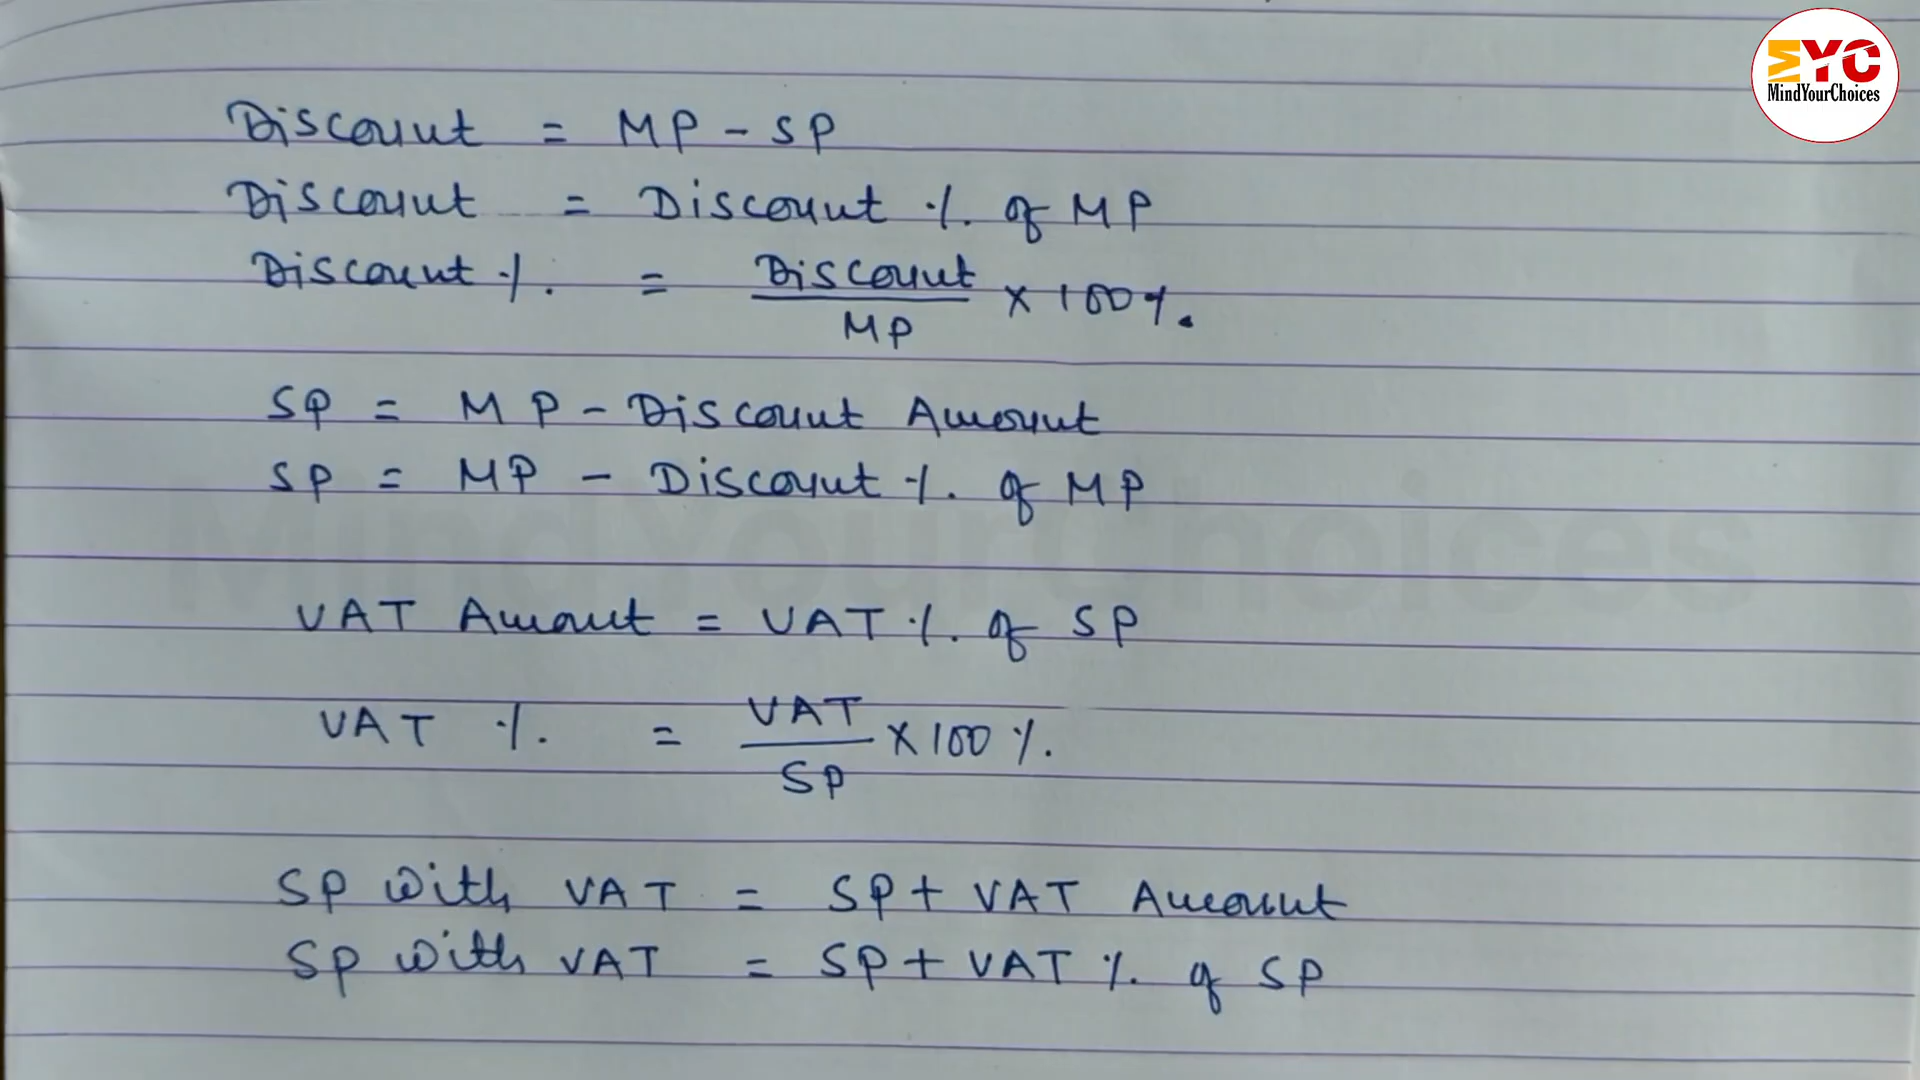 MYC
MindYourChoices
Discount = MP - SP
Discount = Discount % of MP
Discount % = Discount / MP × 100%.
SP = MP - Discount Amount
SP = MP - Discount % of MP
VAT Amount = VAT % of SP
VAT % = VAT / SP × 100 %.
SP with VAT = SP + VAT Amount
SP with VAT = SP + VAT % of SP
MindYourChoices